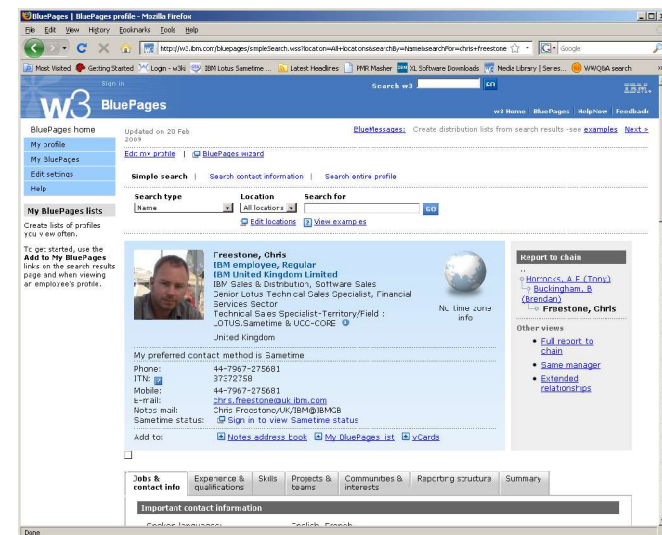 BluePages | BluePages profile - Mozilla Firefox
File Edit View History Bookmarks Tools Help
http://w3.ibm.com/bluepages/simpleSearch.wss?location=All+locations&searchBy=Name&searchFor=chris+freestone
Google
Most Visited Getting Started Login - w3ki IBM Lotus Sametime ... Latest Headlines PMR Masher XL Software Downloads Media Library | Seres... WWQ&A search
Sign in
Search w3
GO
w3 BluePages
IBM.
w3 Home BluePages HelpNow Feedback
BluePages home
My profile
My BluePages
Edit settings
Help
My BluePages lists
Create lists of profiles
you view often.
To get started, use the
Add to My BluePages
links on the search results
page and when viewing
an employee's profile.
Updated on 20 Feb
2009
BlueMessages: Create distribution lists from search results -see examples Next >
Edit my profile | BluePages wizard
Simple search | Search contact information | Search entire profile
Search type Location Search for
Name All locations GO
Edit locations View examples
Freestone, Chris
IBM employee, Regular
IBM United Kingdom Limited
IBM Sales & Distribution, Software Sales
Senior Lotus Technical Sales Specialist, Financial
Services Sector
Technical Sales Specialist-Territory/Field :
LOTUS.Sametime & UCC-CORE
United Kingdom
No time zone
info
My preferred contact method is Sametime
Phone: 44-7967-275681
ITN: 37372758
Mobile: 44-7967-275681
E-mail: chris.freestone@uk.ibm.com
Notes mail: Chris Freestone/UK/IBM@IBMGB
Sametime status: Sign in to view Sametime status
Add to: Notes address book My BluePages list vCards
Report to chain
..
Horrocks, A F (Tony)
Buckingham, B
(Brendan)
Freestone, Chris
Other views
Full report to
chain
Same manager
Extended
relationships
Jobs &
contact info
Experience &
qualifications
Skills
Projects &
teams
Communities &
interests
Reporting structure
Summary
Important contact information
Spoken languages: English, French
Done